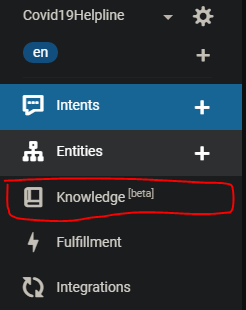 Covid19Helpline
en
Intents
Entities
Knowledge [beta]
Fulfillment
Integrations